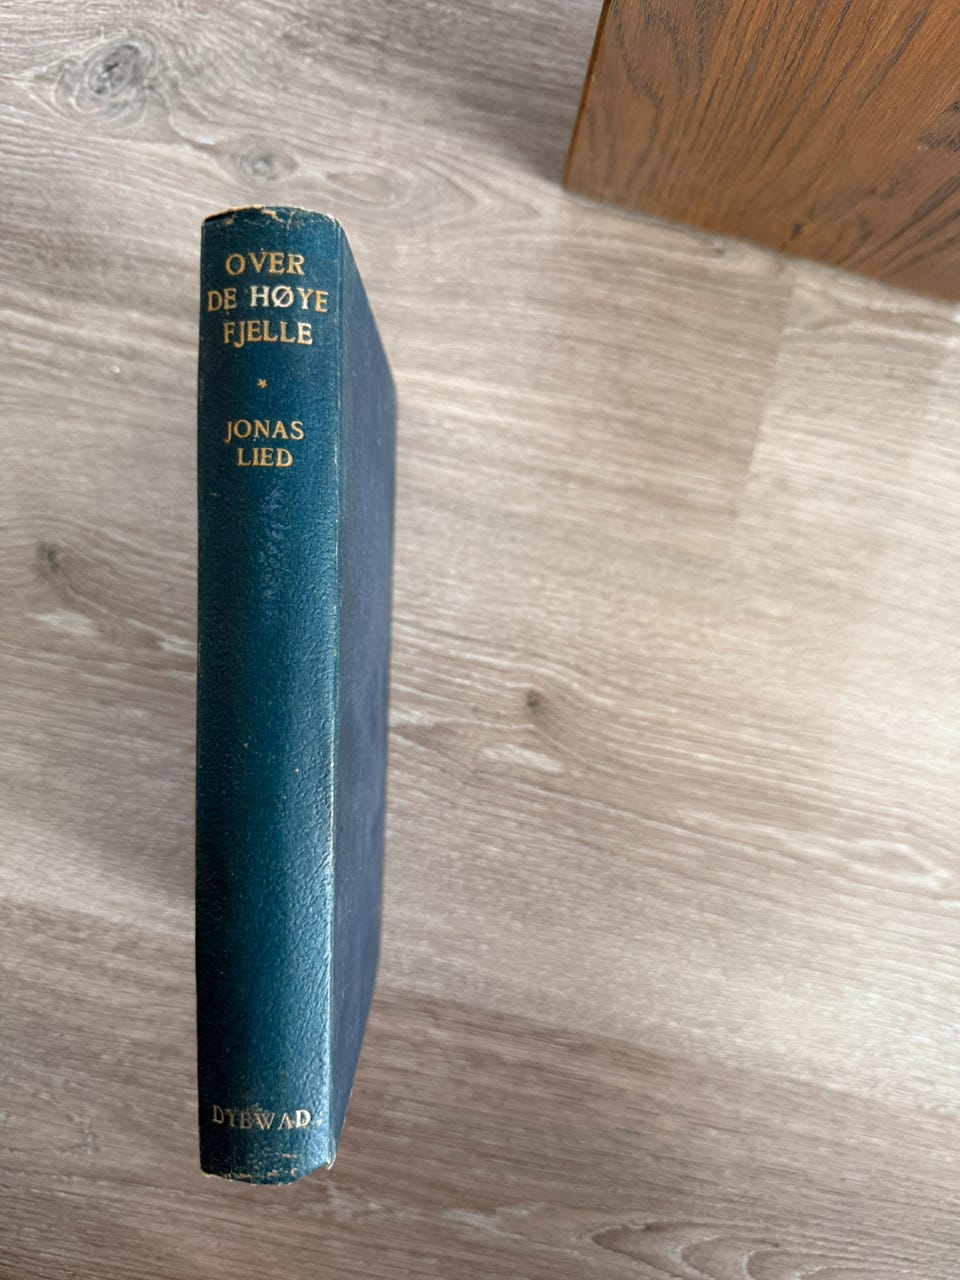 OVER
DE HØYE
FJELLE
*
JONAS
LIED
DYBWAD